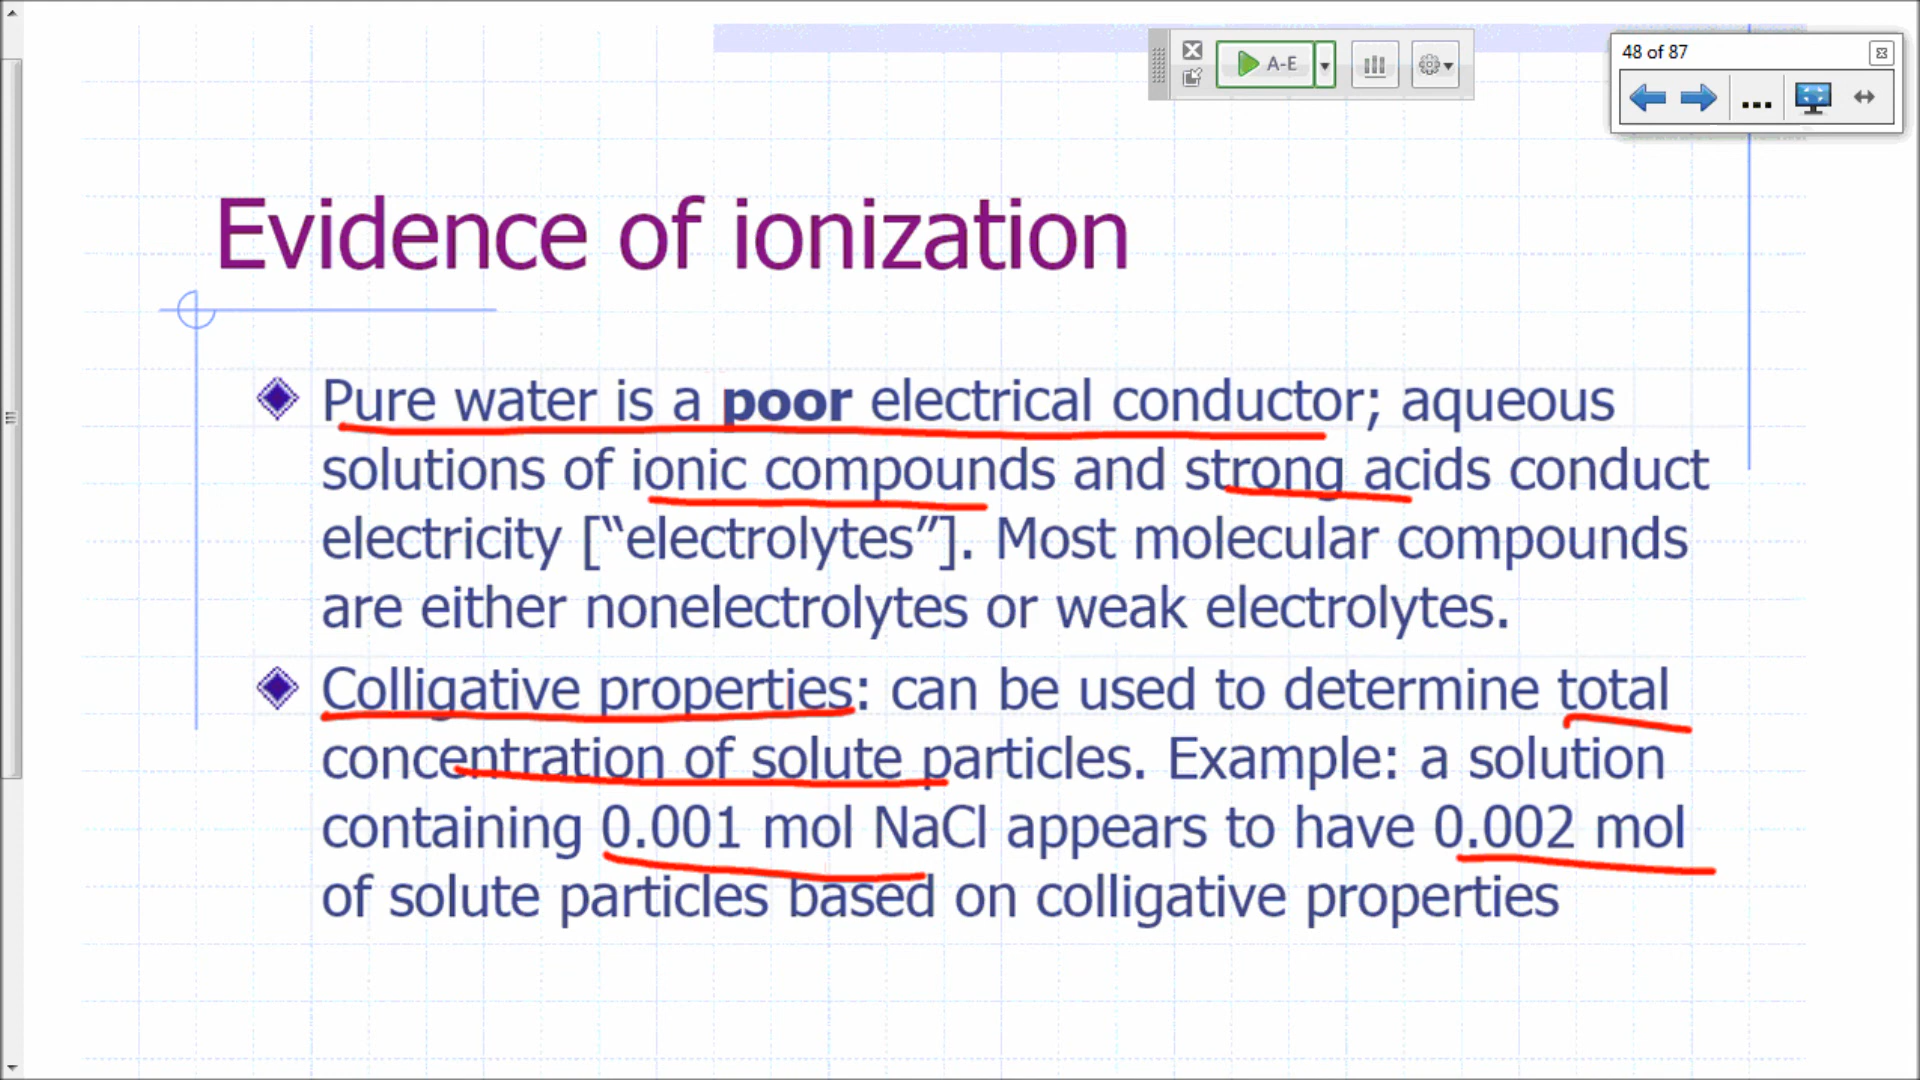 A-E
48 of 87
...
Evidence of ionization
Pure water is a poor electrical conductor; aqueous
solutions of ionic compounds and strong acids conduct
electricity [“electrolytes”]. Most molecular compounds
are either nonelectrolytes or weak electrolytes.
Colligative properties: can be used to determine total
concentration of solute particles. Example: a solution
containing 0.001 mol NaCl appears to have 0.002 mol
of solute particles based on colligative properties